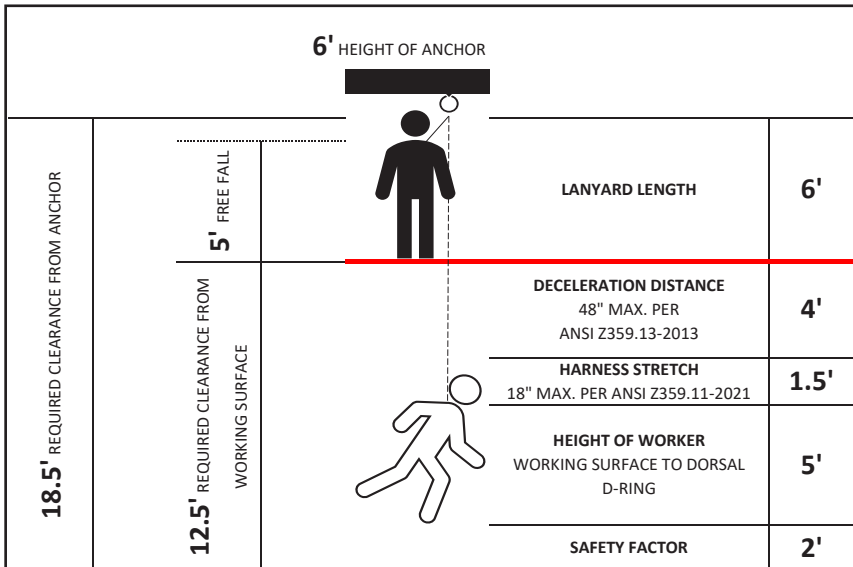 6' HEIGHT OF ANCHOR
18.5' REQUIRED CLEARANCE FROM ANCHOR
5' FREE FALL
12.5' REQUIRED CLEARANCE FROM
WORKING SURFACE
LANYARD LENGTH
6'
DECELERATION DISTANCE
48" MAX. PER
ANSI Z359.13-2013
4'
HARNESS STRETCH
18" MAX. PER ANSI Z359.11-2021
1.5'
HEIGHT OF WORKER
WORKING SURFACE TO DORSAL
D-RING
5'
SAFETY FACTOR
2'